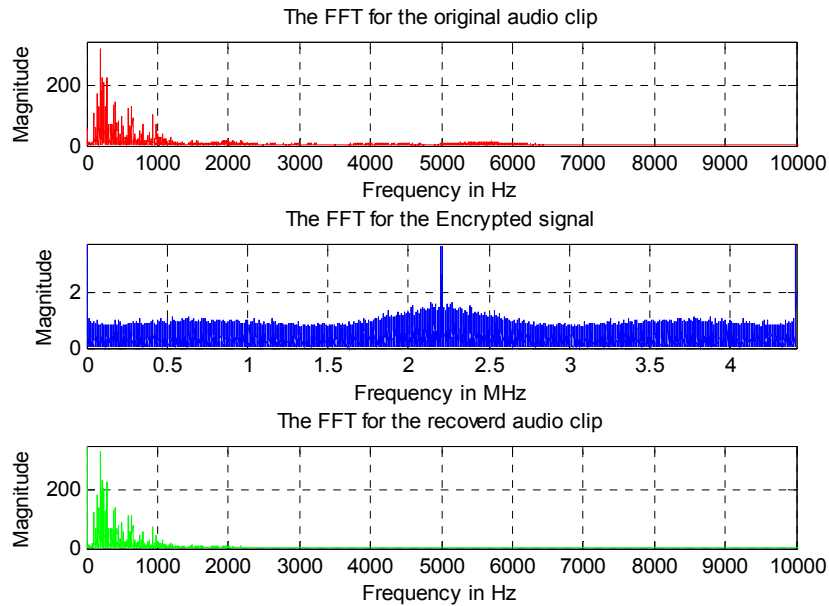 The FFT for the original audio clip
Magnitude
200
0
0 1000 2000 3000 4000 5000 6000 7000 8000 9000 10000
Frequency in Hz
The FFT for the Encrypted signal
Magnitude
2
0
0 0.5 1 1.5 2 2.5 3 3.5 4
Frequency in MHz
The FFT for the recoverd audio clip
Magnitude
200
0
0 1000 2000 3000 4000 5000 6000 7000 8000 9000 10000
Frequency in Hz